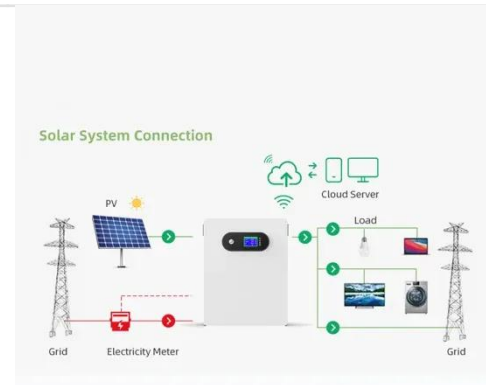 Solar System Connection
Cloud Server
PV
Load
Grid
Electricity Meter
Grid